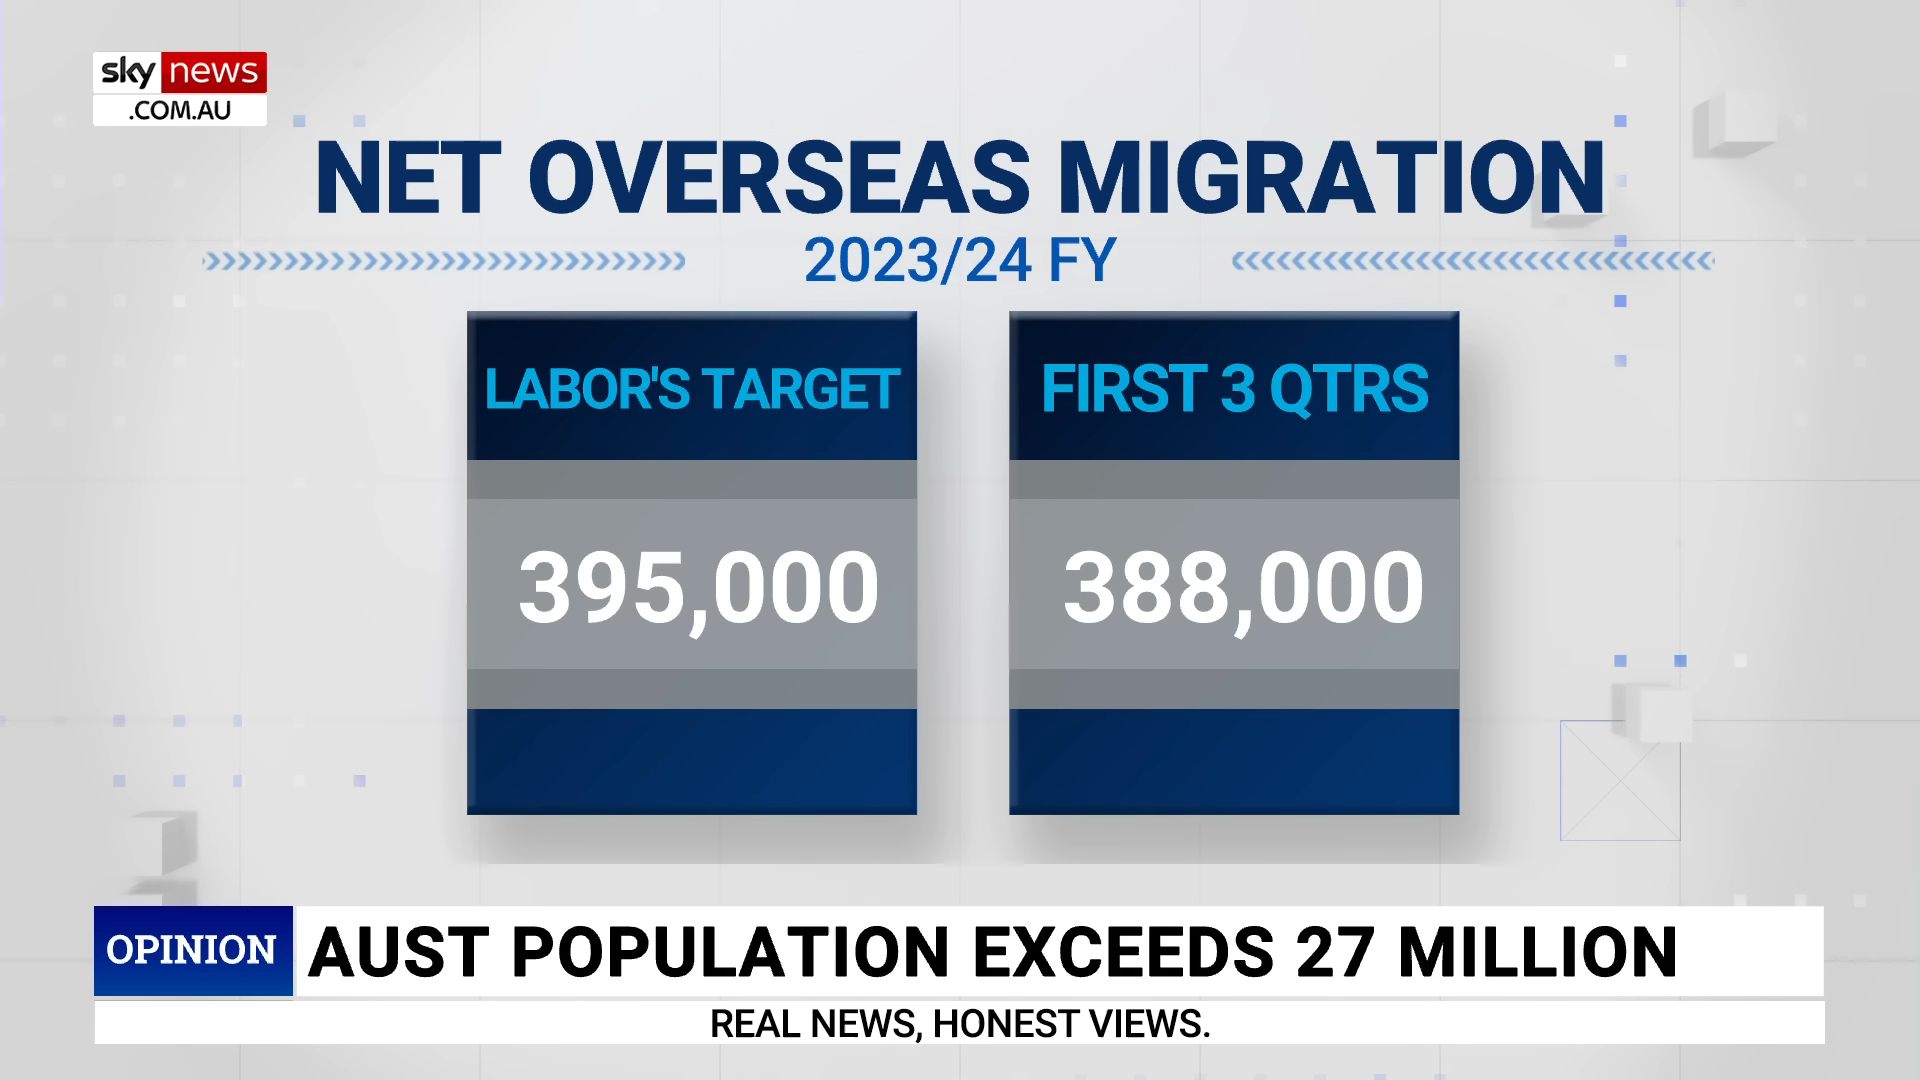 sky news
.COM.AU
NET OVERSEAS MIGRATION
2023/24 FY
LABOR'S TARGET
395,000
FIRST 3 QTRS
388,000
OPINION
AUST POPULATION EXCEEDS 27 MILLION
REAL NEWS, HONEST VIEWS.